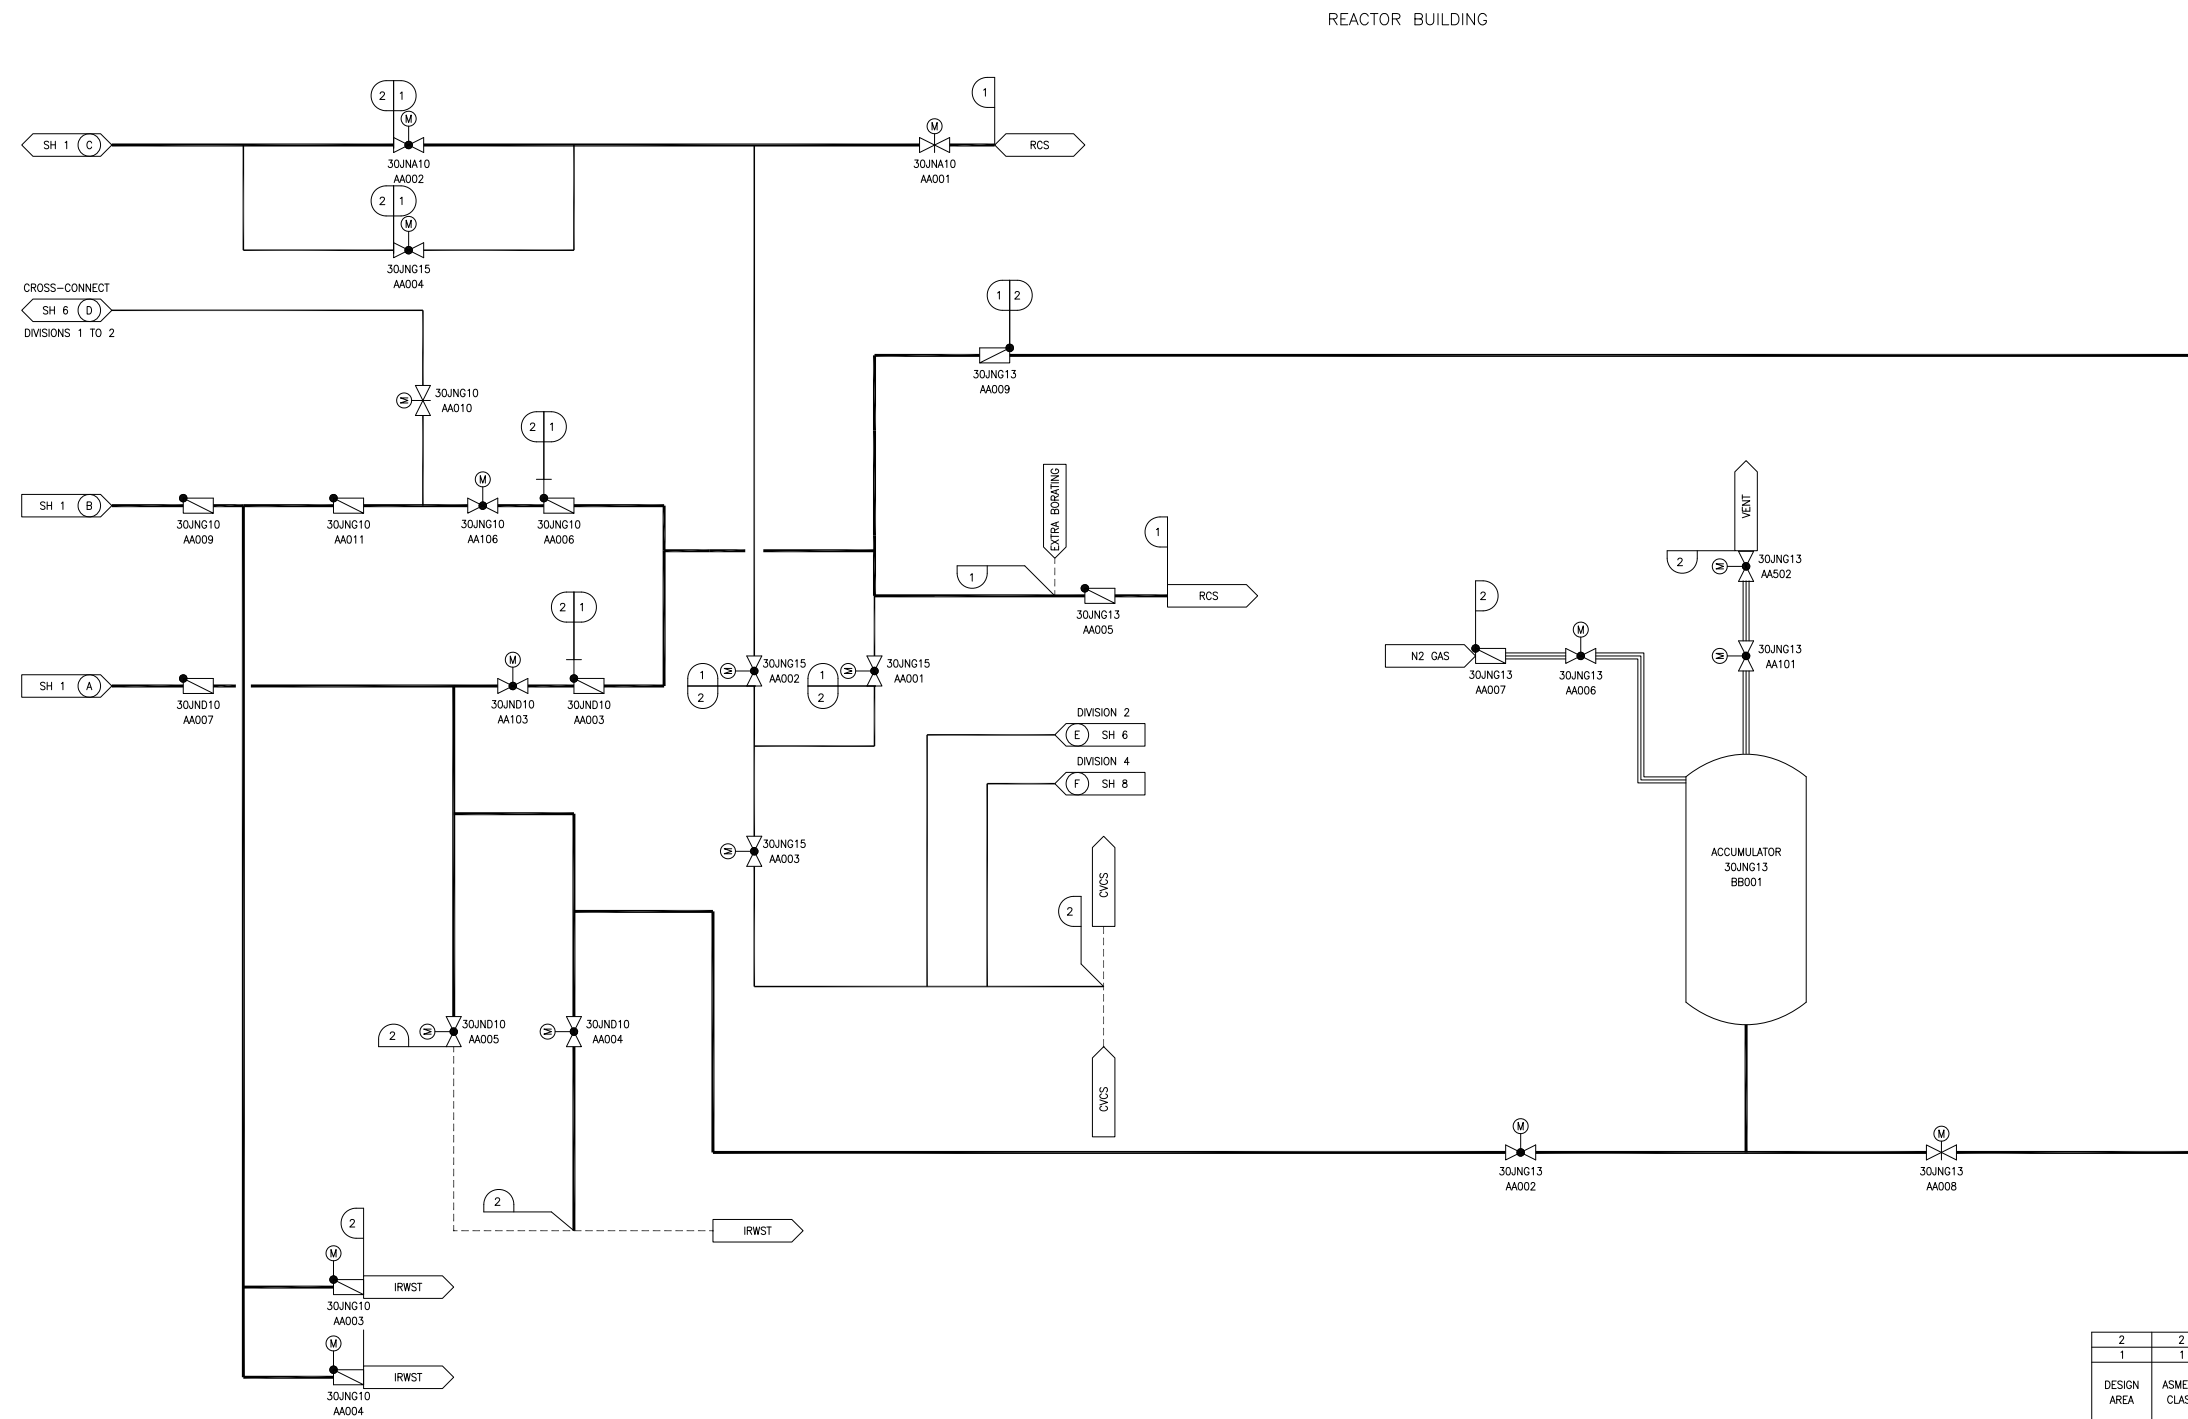 REACTOR BUILDING
2 1
M
1
SH 1 C
M
RCS
30JNA10
AA002
30JNA10
AA001
2 1
M
30JNG15
AA004
CROSS-CONNECT
SH 6 D
DIVISIONS 1 TO 2
1 2
30JNG13
AA009
M
30JNG10
AA010
2 1
M
SH 1 B
30JNG10
AA009
30JNG10
AA011
30JNG10
AA106
30JNG10
AA006
EXTRA BORATING
1
1
30JNG13
AA005
RCS
VENT
2
M
30JNG13
AA502
2
N2 GAS
30JNG13
AA007
M
30JNG13
AA006
M
30JNG13
AA101
2 1
M
SH 1 A
30JND10
AA007
30JND10
AA103
30JND10
AA003
1
2
M
30JNG15
AA002
1
2
M
30JNG15
AA001
DIVISION 2
E SH 6
DIVISION 4
F SH 8
M
30JNG15
AA003
ACCUMULATOR
30JNG13
BB001
CVCS
2
CVCS
2
M
30JND10
AA005
M
30JND10
AA004
M
30JNG13
AA002
M
30JNG13
AA008
2
IRWST
2
M
IRWST
30JNG10
AA003
M
IRWST
30JNG10
AA004
2 2
1 1
DESIGN
AREA
ASME
CLAS